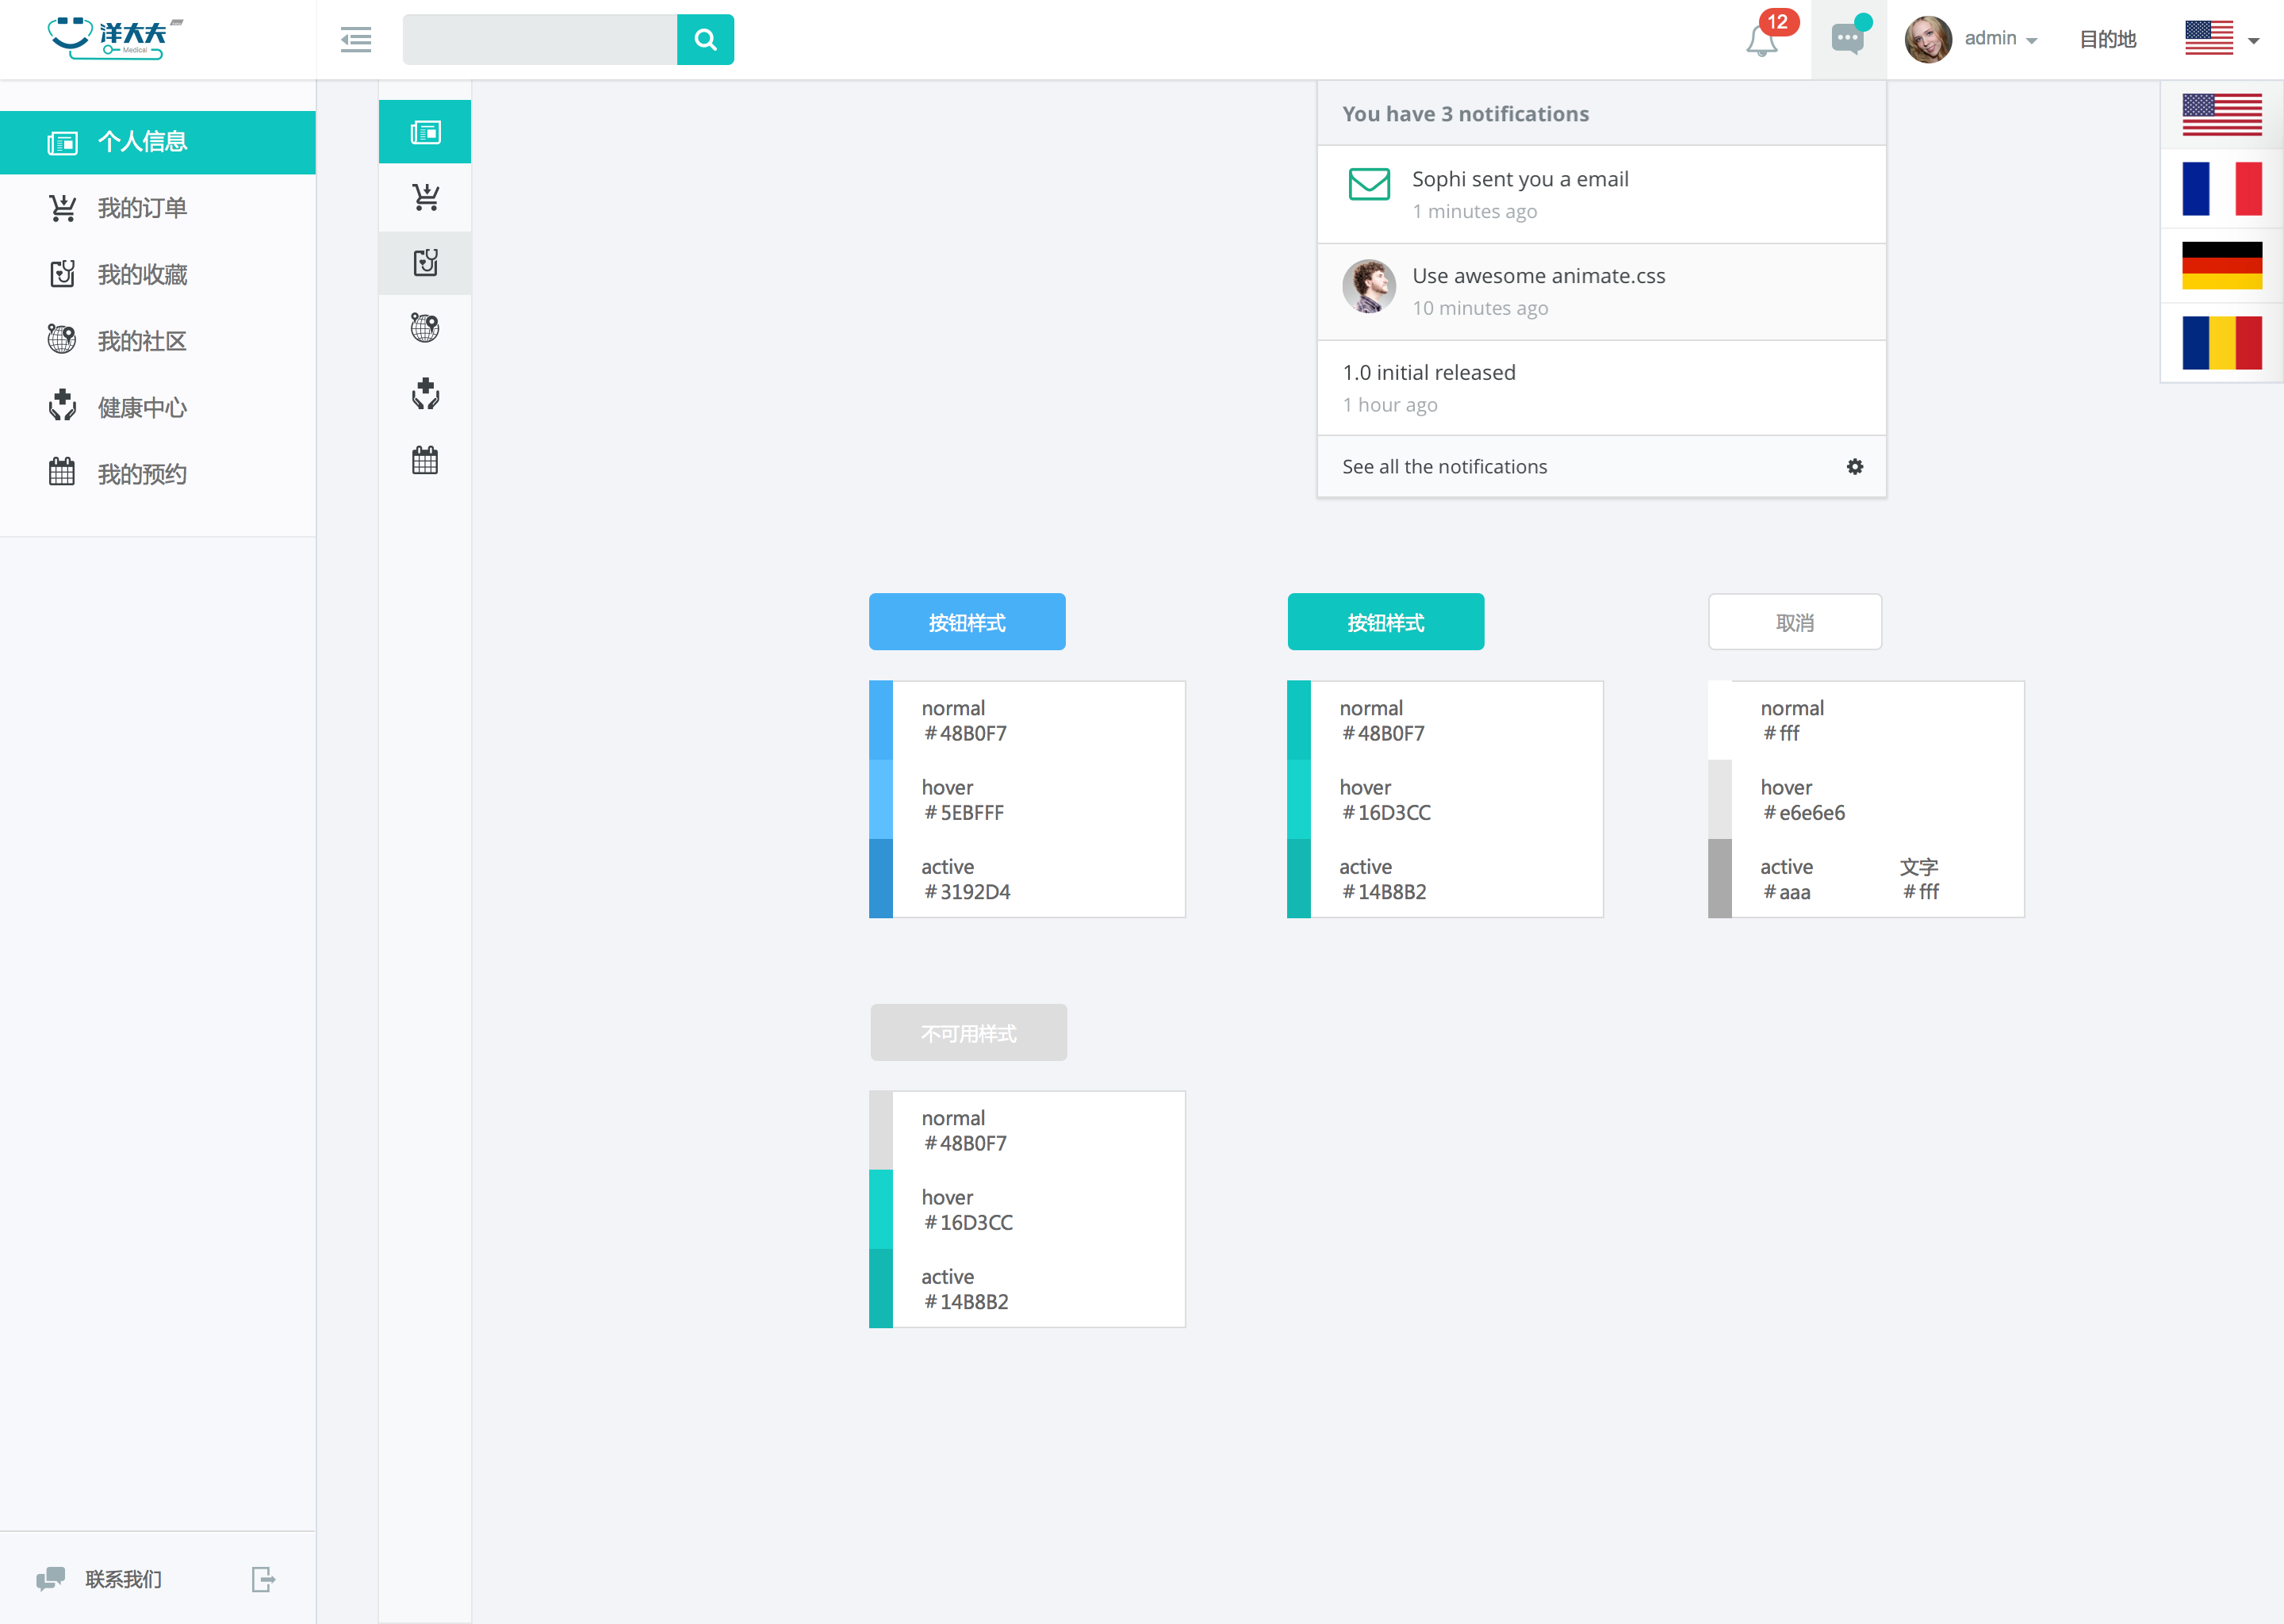 洋大夫
Medical
12
admin
目的地
个人信息
我的订单
我的收藏
我的社区
健康中心
我的预约
You have 3 notifications
Sophi sent you a email
1 minutes ago
Use awesome animate.css
10 minutes ago
1.0 initial released
1 hour ago
See all the notifications
按钮样式
normal
#48B0F7
hover
#5EBFFF
active
#3192D4
按钮样式
normal
#48B0F7
hover
#16D3CC
active
#14B8B2
取消
normal
#fff
hover
#e6e6e6
active 文字
#aaa #fff
不可用样式
normal
#48B0F7
hover
#16D3CC
active
#14B8B2
联系我们